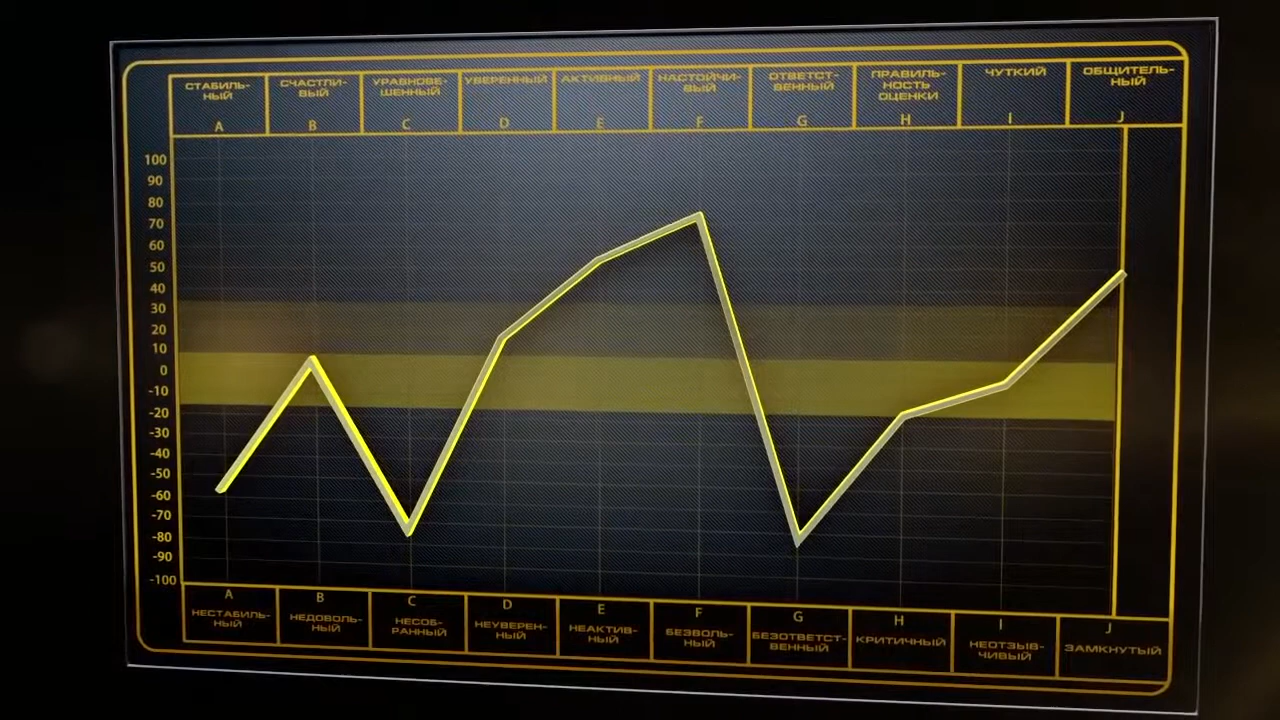 СТАБИЛЬ-
НЫЙ
A
СЧАСТЛИ-
ВЫЙ
B
УРАВНОВЕ-
ШЕННЫЙ
C
УВЕРЕННЫЙ
D
АКТИВНЫЙ
E
НАСТОЙЧИ-
ВЫЙ
F
ОТВЕТСТ-
ВЕННЫЙ
G
ПРАВИЛЬ-
НОСТЬ
ОЦЕНКИ
H
ЧУТКИЙ
I
ОБЩИТЕЛЬ-
НЫЙ
J
100
90
80
70
60
50
40
30
20
10
0
-10
-20
-30
-40
-50
-60
-70
-80
-90
-100
A
НЕСТАБИЛЬ-
НЫЙ
B
НЕДОВОЛЬ-
НЫЙ
C
НЕСОБ-
РАННЫЙ
D
НЕУВЕРЕН-
НЫЙ
E
НЕАКТИВ-
НЫЙ
F
БЕЗВОЛЬ-
НЫЙ
G
БЕЗОТВЕТСТ-
ВЕННЫЙ
H
КРИТИЧНЫЙ
I
НЕОТЗЫВ-
ЧИВЫЙ
J
ЗАМКНУТЫЙ